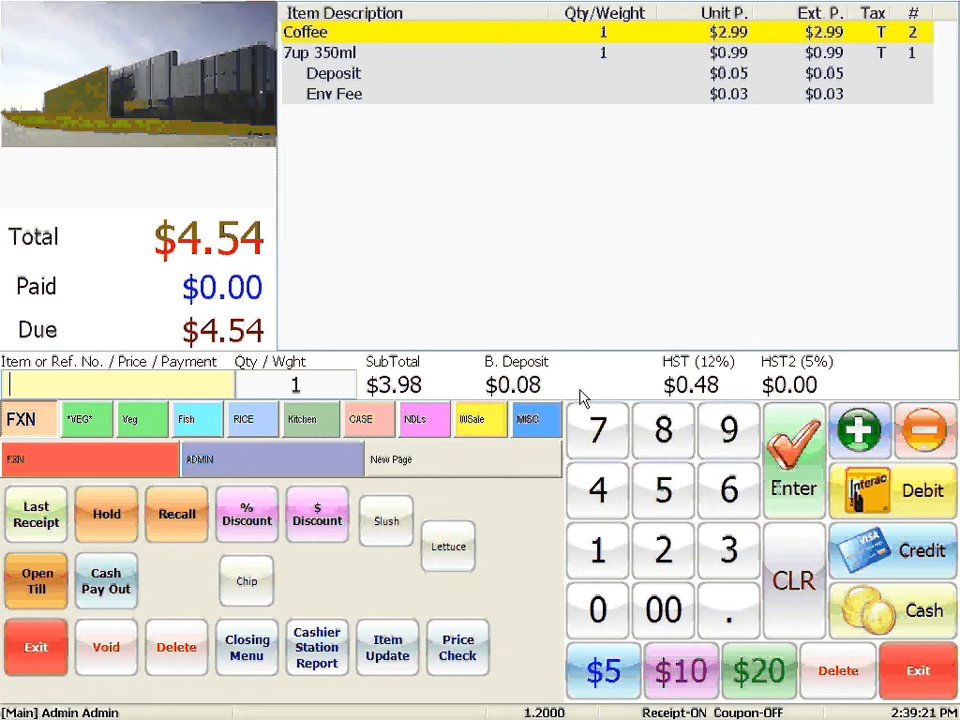 Item Description Qty/Weight Unit P. Ext. P. Tax #
Coffee 1 $2.99 $2.99 T 2
7up 350ml 1 $0.99 $0.99 T 1
Deposit $0.05 $0.05
Env Fee $0.03 $0.03
Total $4.54
Paid $0.00
Due $4.54
Item or Ref. No. / Price / Payment Qty / Wght SubTotal B. Deposit HST (12%) HST2 (5%)
1 $3.98 $0.08 $0.48 $0.00
FXN *VEG* Veg Fish RICE Kitchen CASE NDLs WSale MISC
FXN ADMIN New Page
Last
Receipt
Hold
Recall
%
Discount
$
Discount
Slush
Lettuce
Open
Till
Cash
Pay Out
Chip
Exit
Void
Delete
Closing
Menu
Cashier
Station
Report
Item
Update
Price
Check
7 8 9
Enter
4 5 6
Interac
Debit
1 2 3
CLR
VISA
Credit
0 00 .
Cash
$5 $10 $20 Delete Exit
[Main] Admin Admin 1.2000 Receipt-ON Coupon-OFF 2:39:21 PM